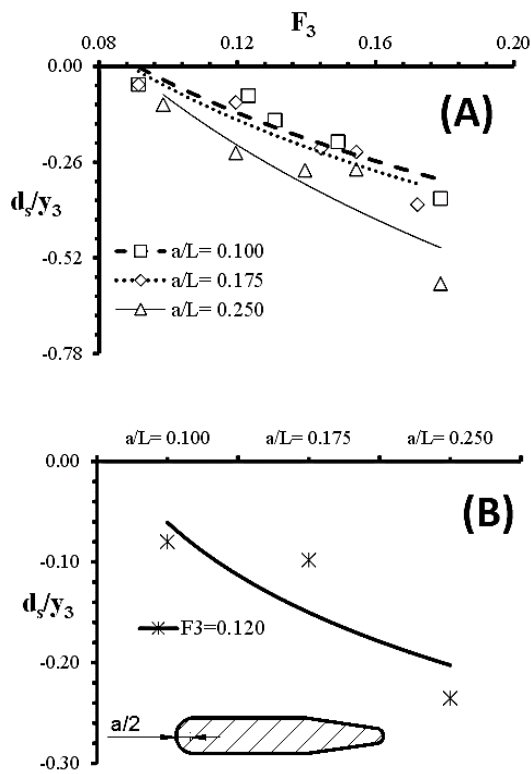 F₃
0.08 0.12 0.16 0.20
0.00
(A)
-0.26
dₛ/y₃
-0.52
a/L= 0.100
a/L= 0.175
a/L= 0.250
-0.78
a/L= 0.100 a/L= 0.175 a/L= 0.250
0.00
(B)
-0.10
dₛ/y₃
F3=0.120
-0.20
a/2
-0.30